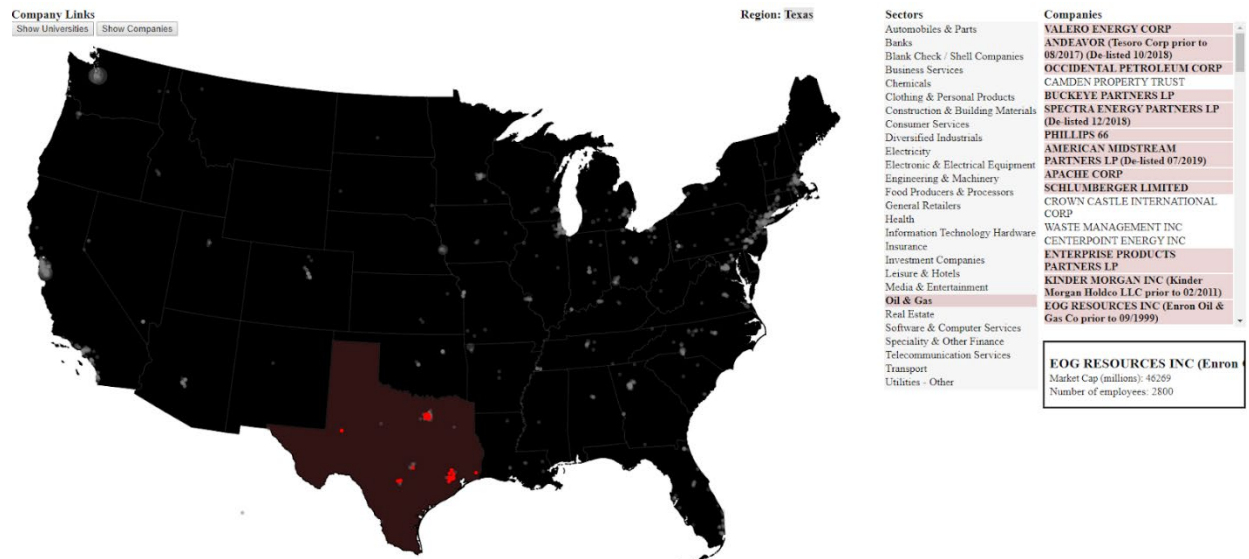 Company Links
Show Universities
Show Companies
Region: Texas
Sectors
Automobiles & Parts
Banks
Blank Check / Shell Companies
Business Services
Chemicals
Clothing & Personal Products
Construction & Building Materials
Consumer Services
Diversified Industrials
Electricity
Electronic & Electrical Equipment
Engineering & Machinery
Food Producers & Processors
General Retailers
Health
Information Technology Hardware
Insurance
Investment Companies
Leisure & Hotels
Media & Entertainment
Oil & Gas
Real Estate
Software & Computer Services
Speciality & Other Finance
Telecommunication Services
Transport
Utilities - Other
Companies
VALERO ENERGY CORP
ANDEAVOR (Tesoro Corp prior to
08/2017) (De-listed 10/2018)
OCCIDENTAL PETROLEUM CORP
CAMDEN PROPERTY TRUST
BUCKEYE PARTNERS LP
SPECTRA ENERGY PARTNERS LP
(De-listed 12/2018)
PHILLIPS 66
AMERICAN MIDSTREAM
PARTNERS LP (De-listed 07/2019)
APACHE CORP
SCHLUMBERGER LIMITED
CROWN CASTLE INTERNATIONAL
CORP
WASTE MANAGEMENT INC
CENTERPOINT ENERGY INC
ENTERPRISE PRODUCTS
PARTNERS LP
KINDER MORGAN INC (Kinder
Morgan Holdco LLC prior to 02/2011)
EOG RESOURCES INC (Enron Oil &
Gas Co prior to 09/1999)
EOG RESOURCES INC (Enron
Market Cap (millions): 46269
Number of employees: 2800